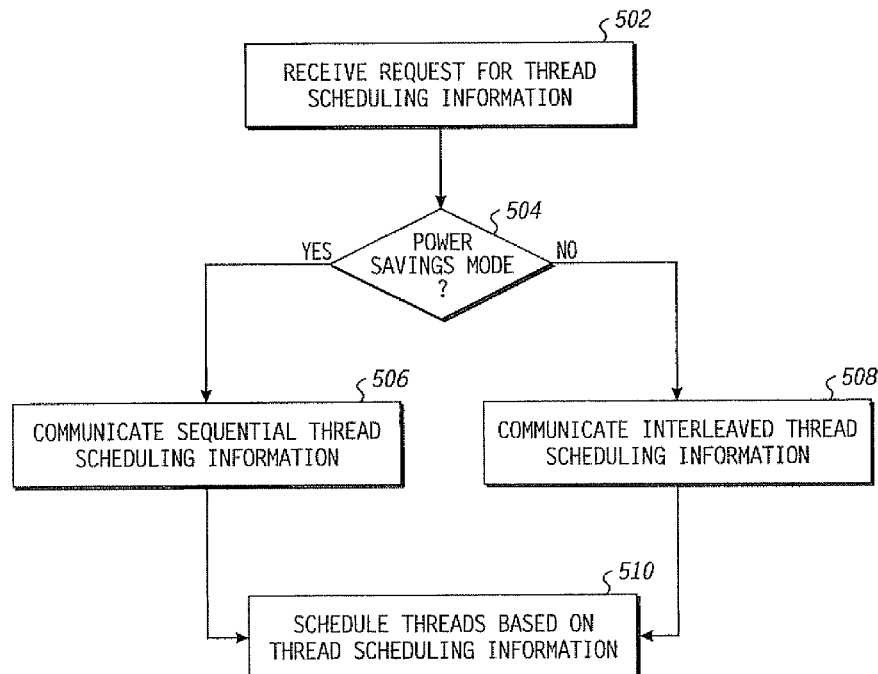 502
RECEIVE REQUEST FOR THREAD
SCHEDULING INFORMATION
504
YES
POWER
SAVINGS MODE
?
NO
506
COMMUNICATE SEQUENTIAL THREAD
SCHEDULING INFORMATION
508
COMMUNICATE INTERLEAVED THREAD
SCHEDULING INFORMATION
510
SCHEDULE THREADS BASED ON
THREAD SCHEDULING INFORMATION